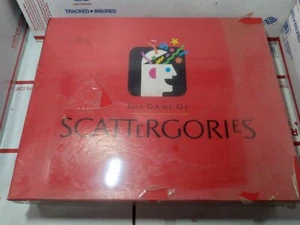 TRACKED ■ INSURED
THE GAME OF
SCATTERGORIES